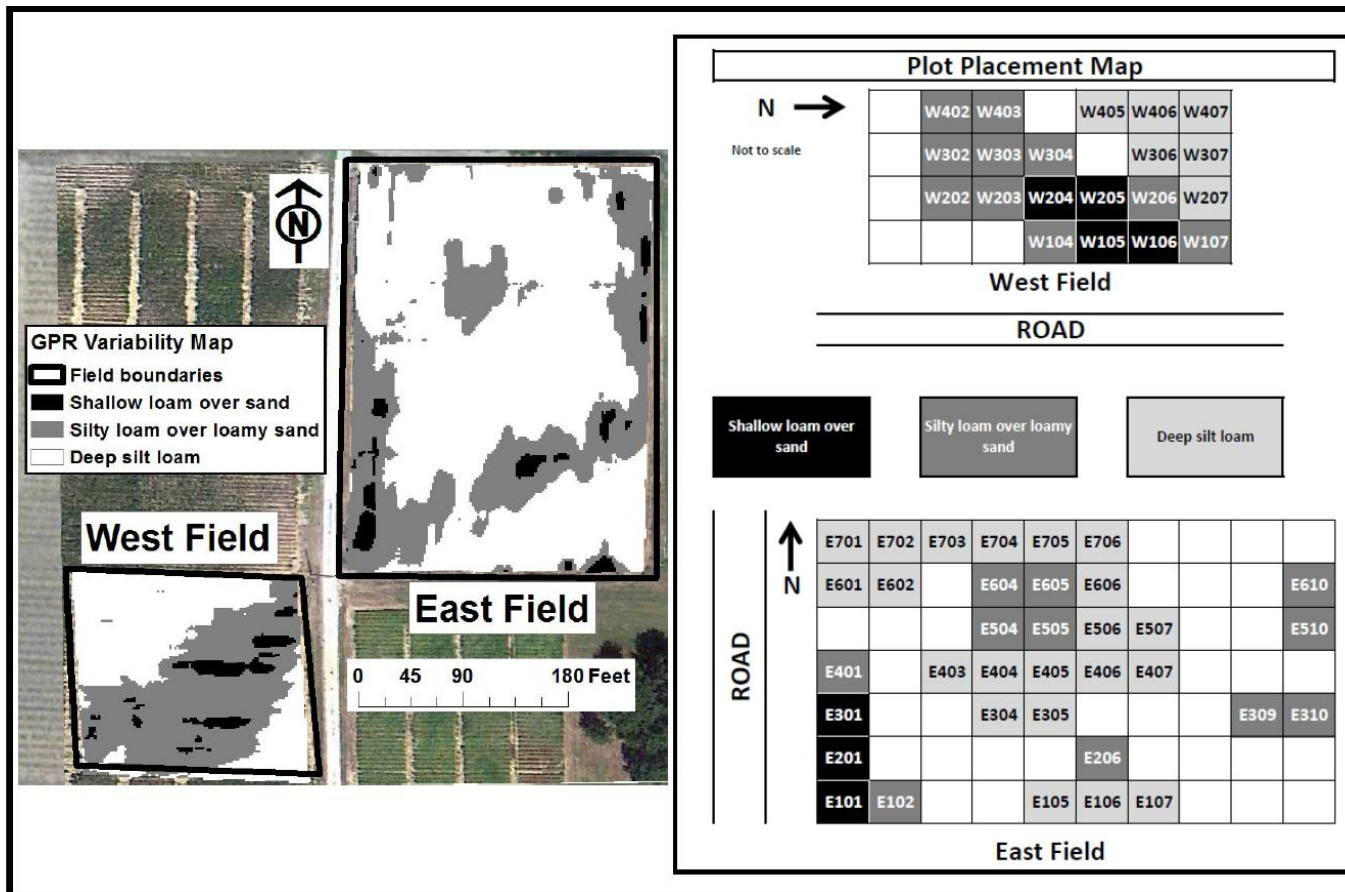 N
GPR Variability Map
Field boundaries
Shallow loam over sand
Silty loam over loamy sand
Deep silt loam
West Field
East Field
0 45 90 180 Feet
Plot Placement Map
N
Not to scale
W402 W403 W405 W406 W407
W302 W303 W304 W306 W307
W202 W203 W204 W205 W206 W207
W104 W105 W106 W107
West Field
ROAD
Shallow loam over
sand
Silty loam over loamy
sand
Deep silt loam
ROAD
N
E701 E702 E703 E704 E705 E706
E601 E602 E604 E605 E606 E610
E504 E505 E506 E507 E510
E401 E403 E404 E405 E406 E407
E301 E304 E305 E309 E310
E201 E206
E101 E102 E105 E106 E107
East Field